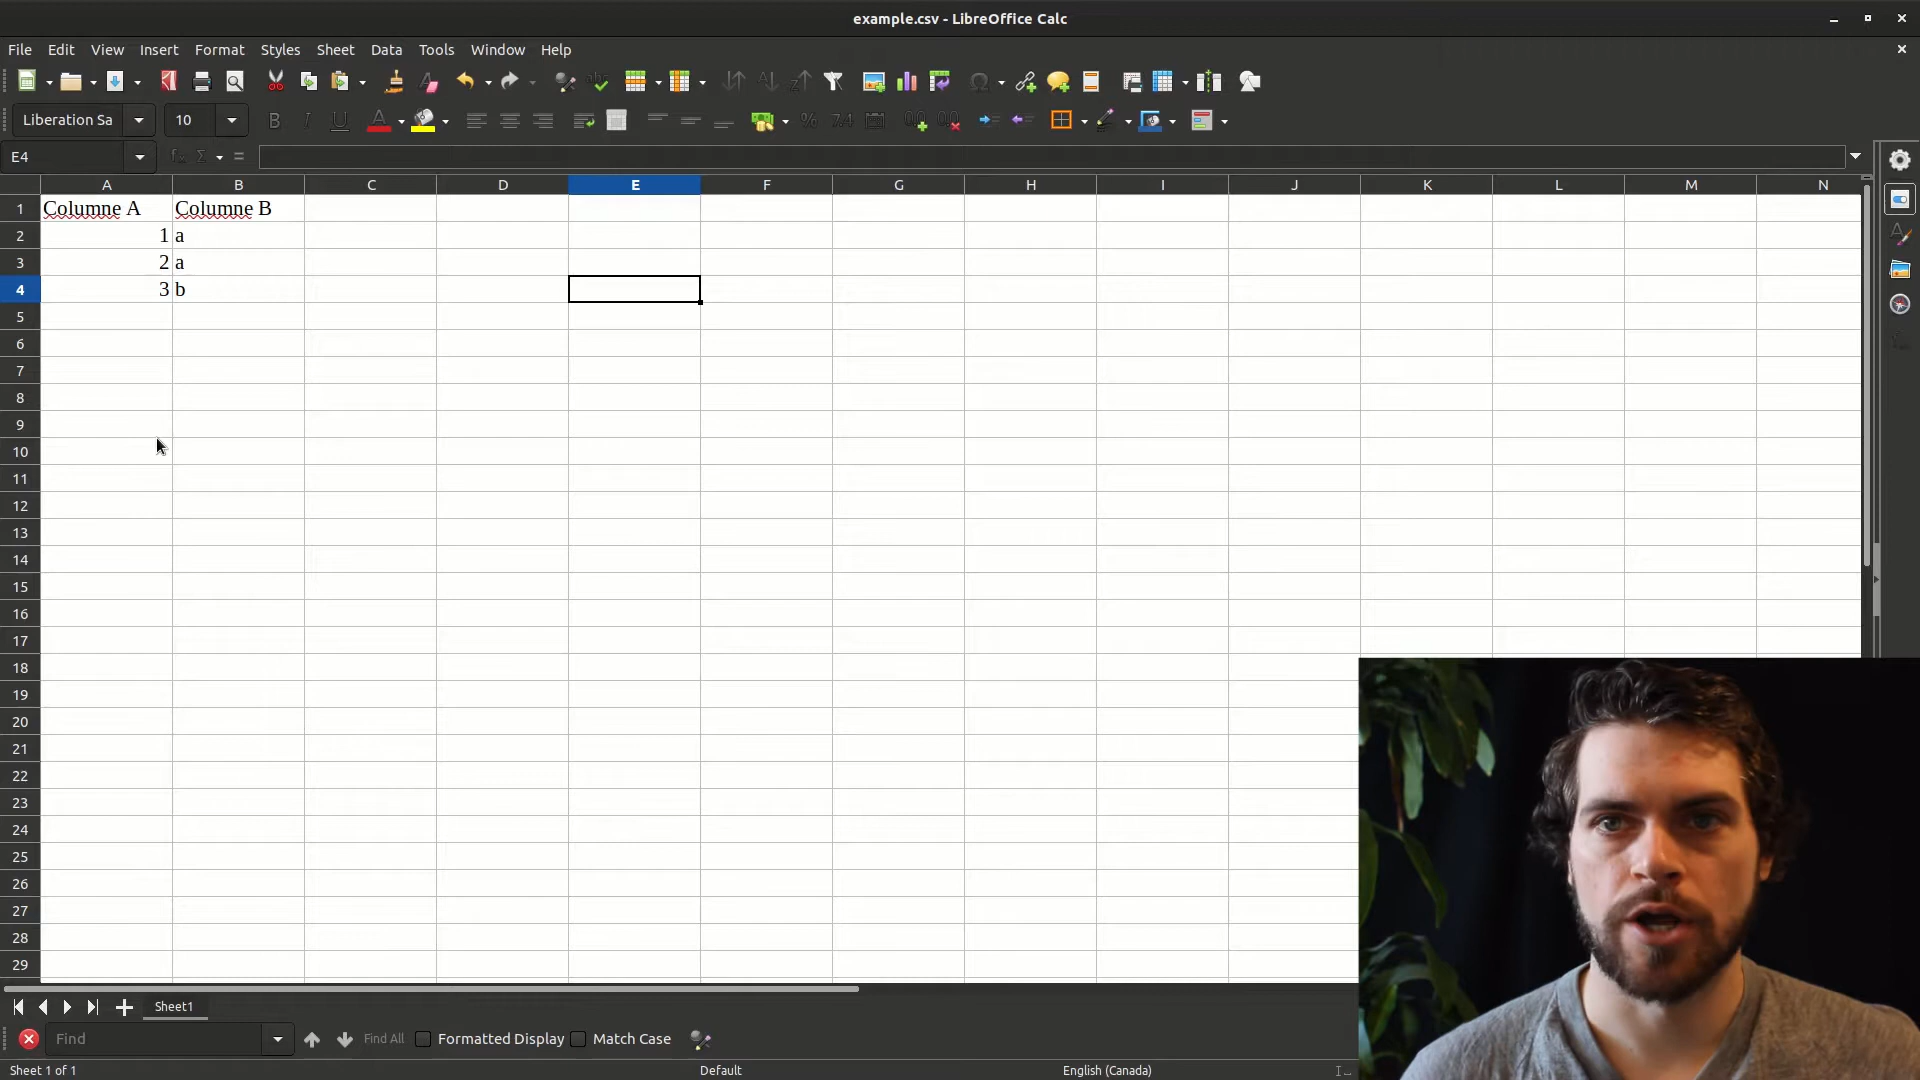 example.csv - LibreOffice Calc
File Edit View Insert Format Styles Sheet Data Tools Window Help
Liberation Sa 10
E4
A B C D E F G H I J K L M N
1 Columne A Columne B
2 1 a
3 2 a
4 3 b
5
6
7
8
9
10
11
12
13
14
15
16
17
18
19
20
21
22
23
24
25
26
27
28
29
Sheet1
Find Find All Formatted Display Match Case
Sheet 1 of 1 Default English (Canada)